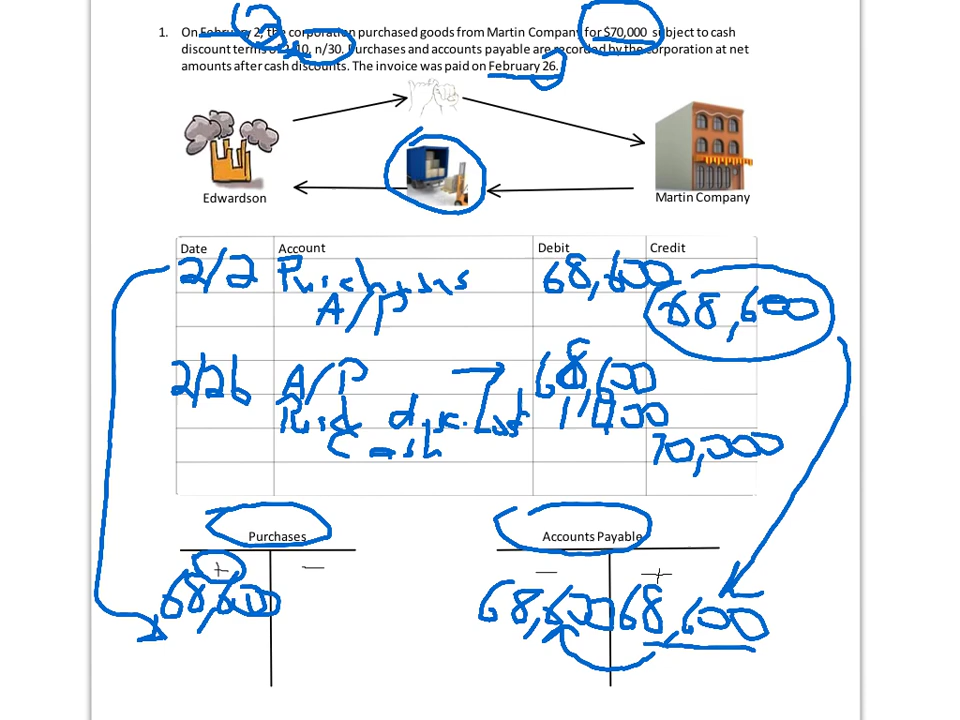 1. On February 2, the corporation purchased goods from Martin Company for $70,000 subject to cash
discount terms of 2/10, n/30. Purchases and accounts payable are recorded by the corporation at net
amounts after cash discounts. The invoice was paid on February 26.
Edwardson
Martin Company
Date Account Debit Credit
2/2 Purchases 68,600
A/P 68,600
2/26 A/P 68,600
Purch disc. Lost
Cash 70,000
Purchases Accounts Payable
+ — — +
68,600 68,600 68,600